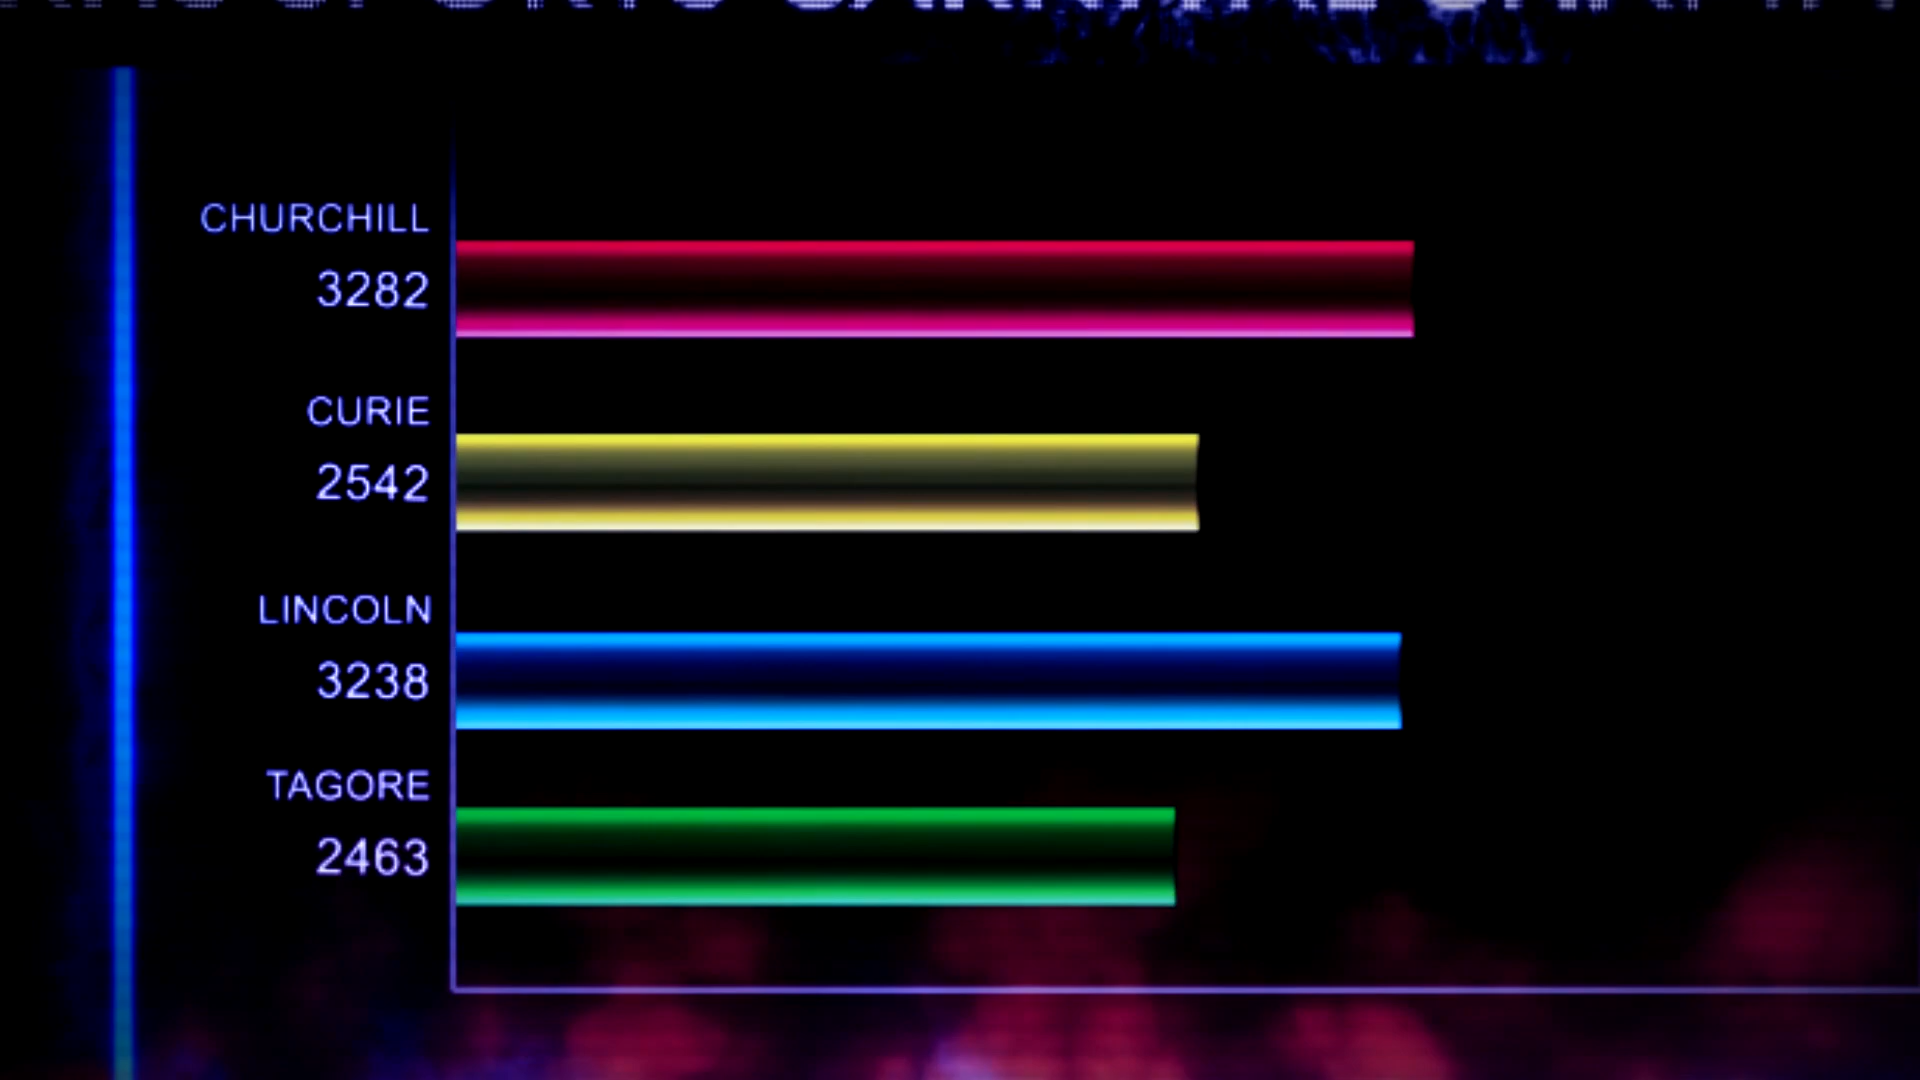 CHURCHILL
3282
CURIE
2542
LINCOLN
3238
TAGORE
2463